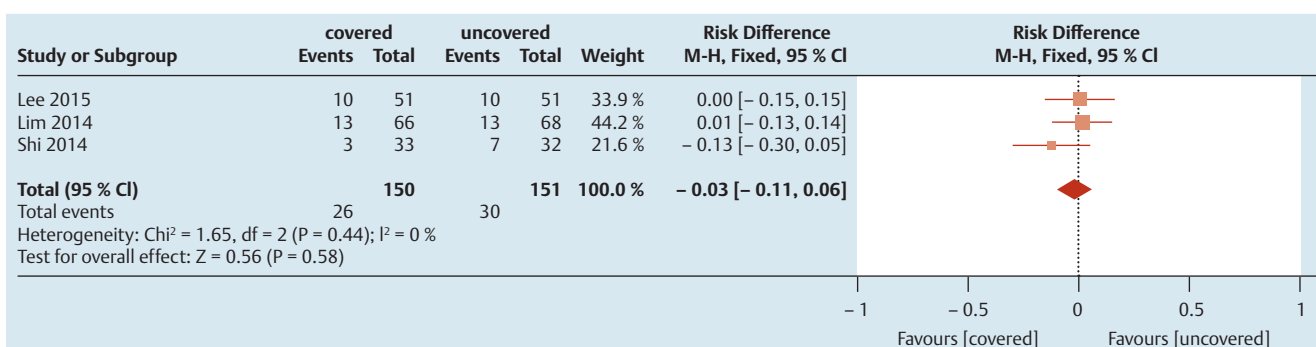 covered uncovered Risk Difference Risk Difference
Study or Subgroup Events Total Events Total Weight M-H, Fixed, 95 % Cl M-H, Fixed, 95 % Cl
Lee 2015 10 51 10 51 33.9 % 0.00 [– 0.15, 0.15]
Lim 2014 13 66 13 68 44.2 % 0.01 [– 0.13, 0.14]
Shi 2014 3 33 7 32 21.6 % – 0.13 [– 0.30, 0.05]
Total (95 % Cl) 150 151 100.0 % – 0.03 [– 0.11, 0.06]
Total events 26 30
Heterogeneity: Chi² = 1.65, df = 2 (P = 0.44); l² = 0 %
Test for overall effect: Z = 0.56 (P = 0.58)
– 1 – 0.5 0 0.5 1
Favours [covered] Favours [uncovered]